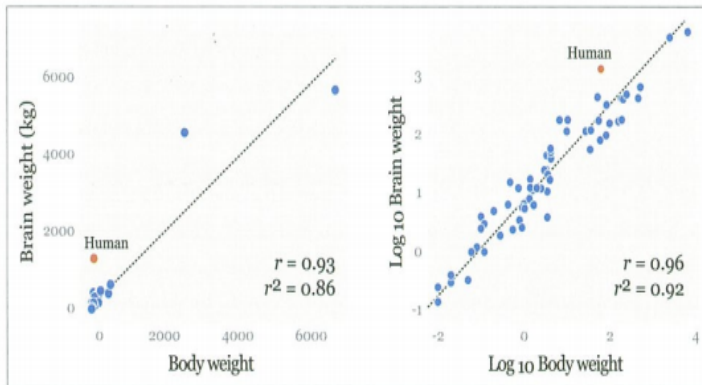 Brain weight (kg)
6000
4000
2000
0
Human
r = 0.93
r² = 0.86
0
2000
4000
6000
Body weight
Log 10 Brain weight
3
2
1
0
-1
Human
r = 0.96
r² = 0.92
-2
0
2
4
Log 10 Body weight